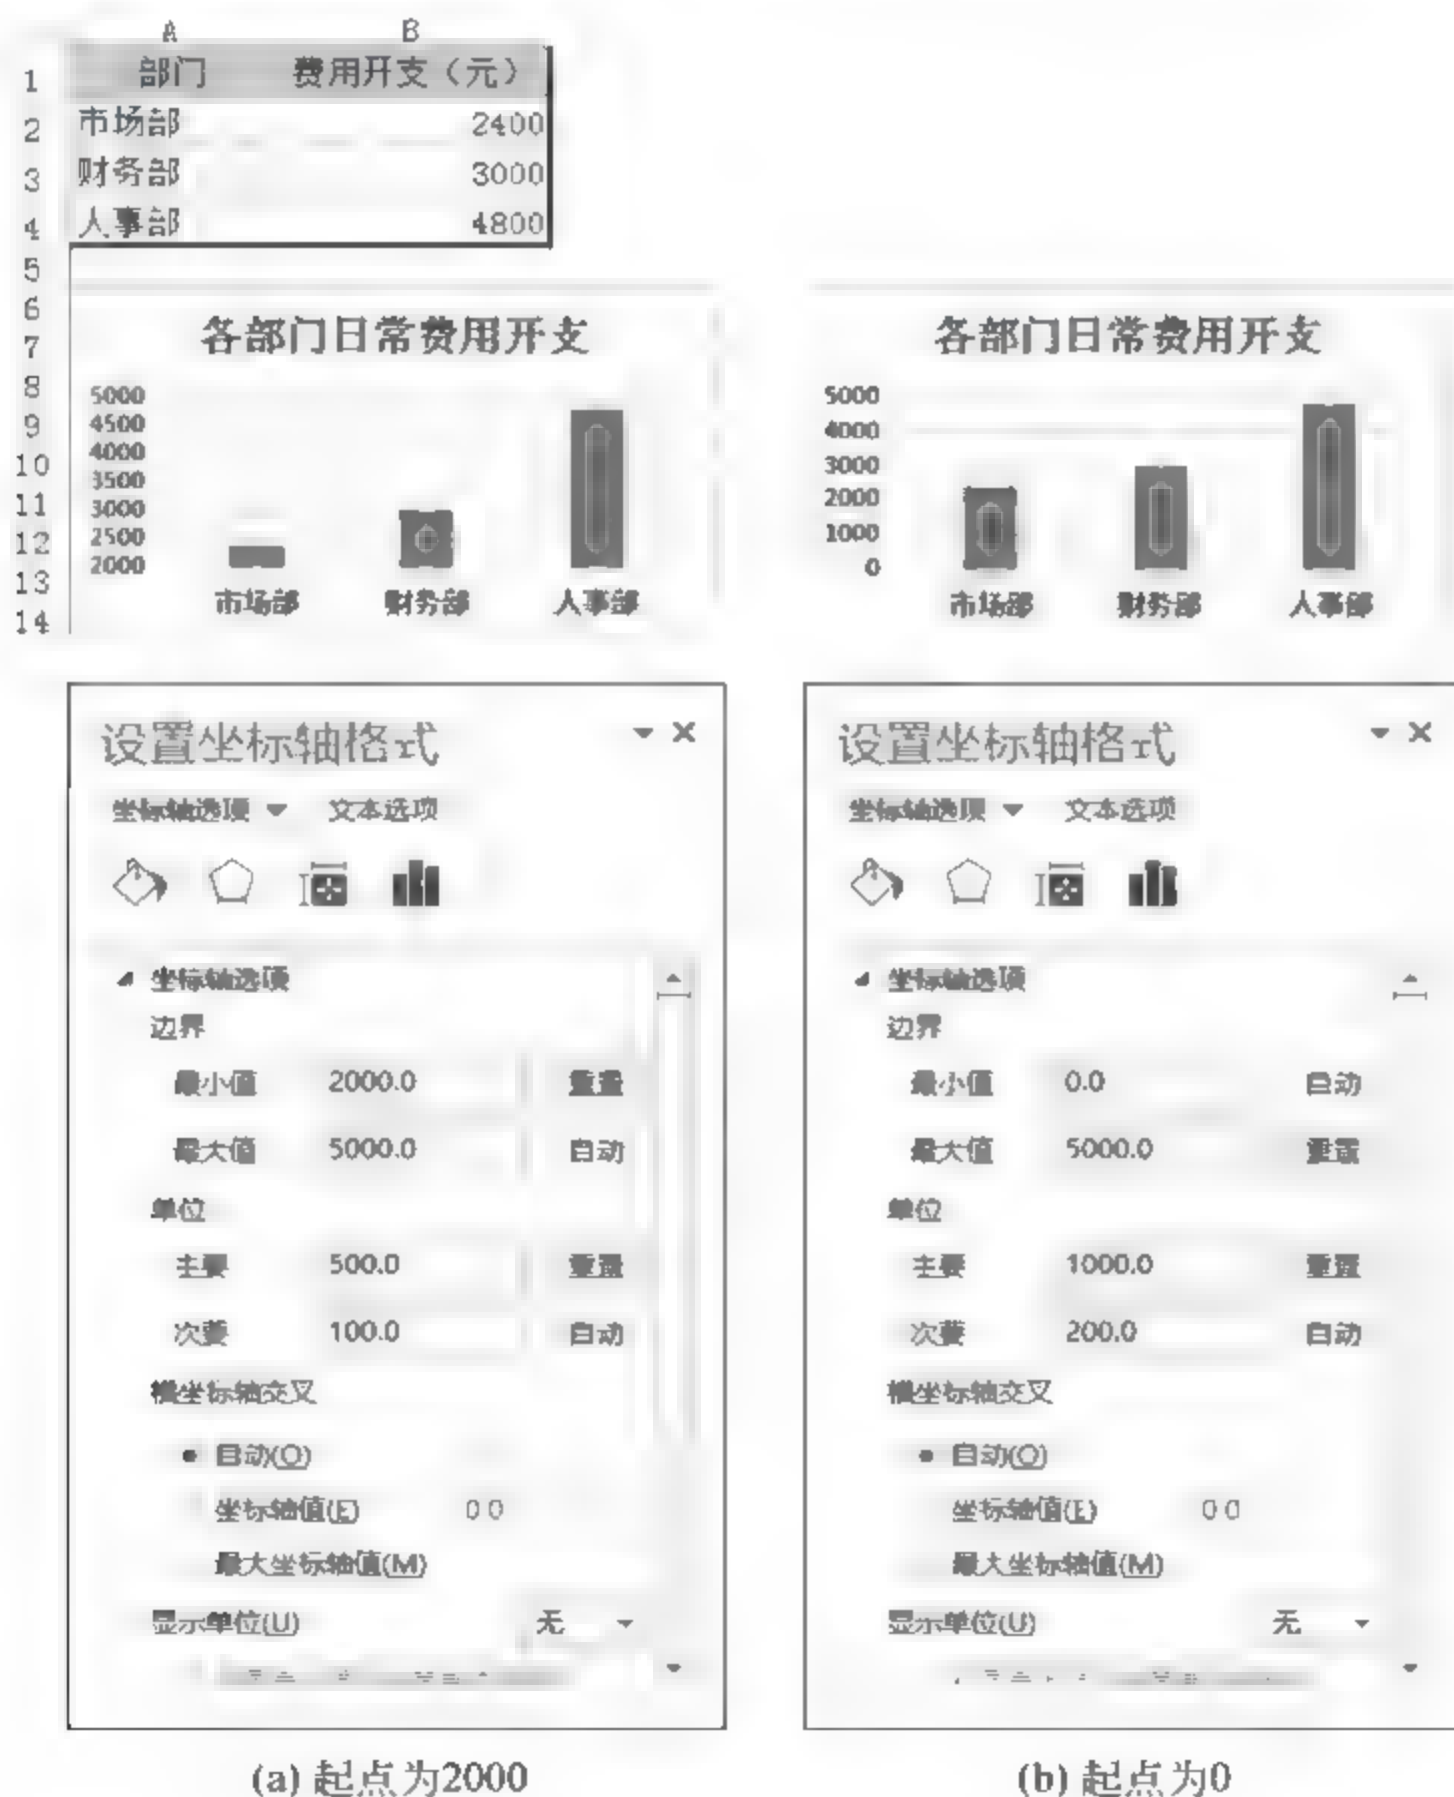 A B
1 部门 费用开支（元）
2 市场部 2400
3 财务部 3000
4 人事部 4800
5
6
7
8
9
10
11
12
13
14
各部门日常费用开支
5000
4500
4000
3500
3000
2500
2000
市场部 财务部 人事部
各部门日常费用开支
5000
4000
3000
2000
1000
0
市场部 财务部 人事部
设置坐标轴格式
坐标轴选项 文本选项
坐标轴选项
边界
最小值 2000.0 重置
最大值 5000.0 自动
单位
主要 500.0 重置
次要 100.0 自动
横坐标轴交叉
自动(O)
坐标轴值(E) 0 0
最大坐标轴值(M)
显示单位(U) 无
(a) 起点为2000
设置坐标轴格式
坐标轴选项 文本选项
坐标轴选项
边界
最小值 0.0 自动
最大值 5000.0 重置
单位
主要 1000.0 重置
次要 200.0 自动
横坐标轴交叉
自动(O)
坐标轴值(E) 0 0
最大坐标轴值(M)
显示单位(U) 无
(b) 起点为0